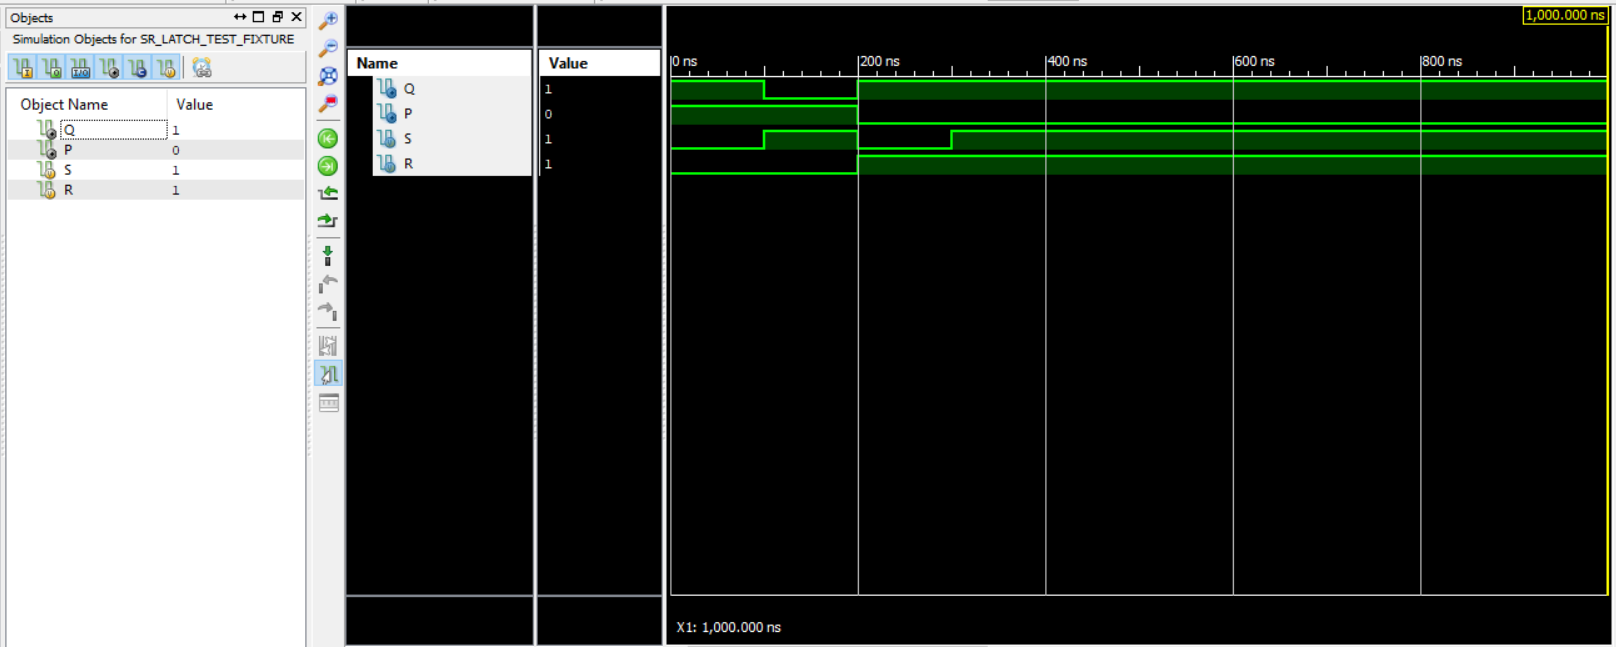 Objects
Simulation Objects for SR_LATCH_TEST_FIXTURE
Object Name Value
Q 1
P 0
S 1
R 1
Name Value
Q 1
P 0
S 1
R 1
1,000.000 ns
0 ns 200 ns 400 ns 600 ns 800 ns
X1: 1,000.000 ns